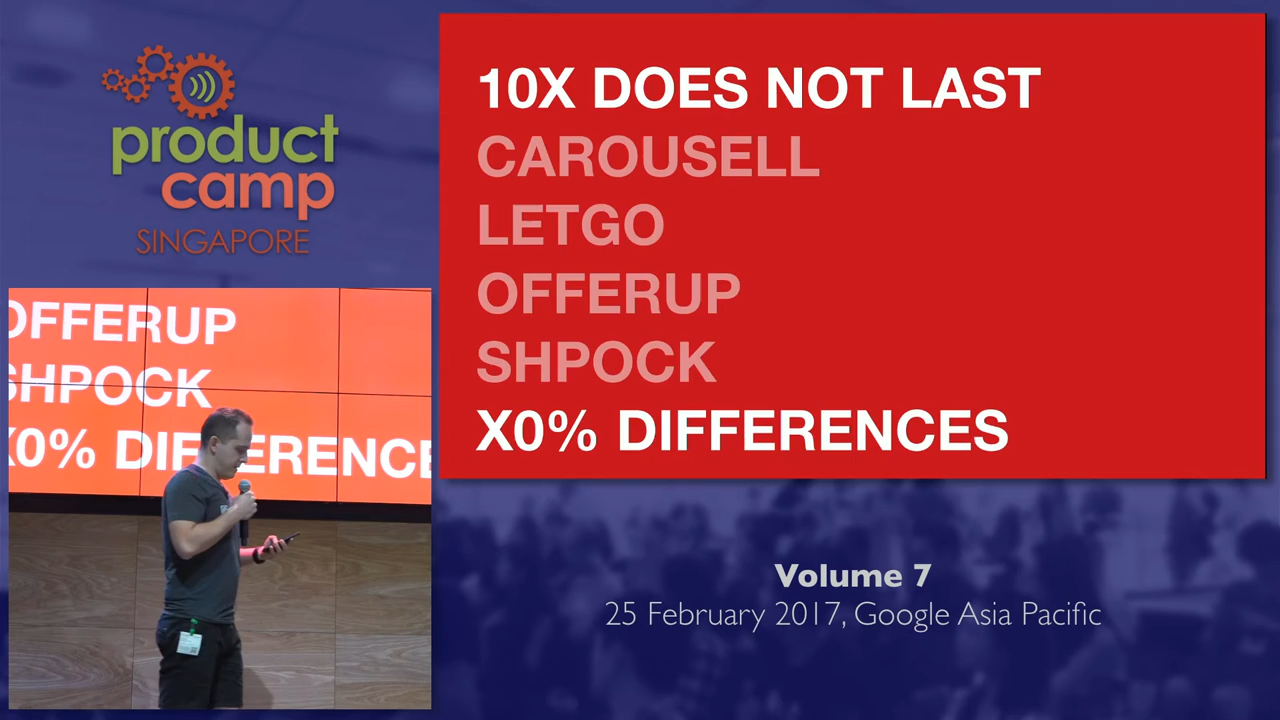 product
camp
SINGAPORE
10X DOES NOT LAST
CAROUSELL
LETGO
OFFERUP
SHPOCK
X0% DIFFERENCES
OFFERUP
SHPOCK
X0% DIFFERENCE
Volume 7
25 February 2017, Google Asia Pacific